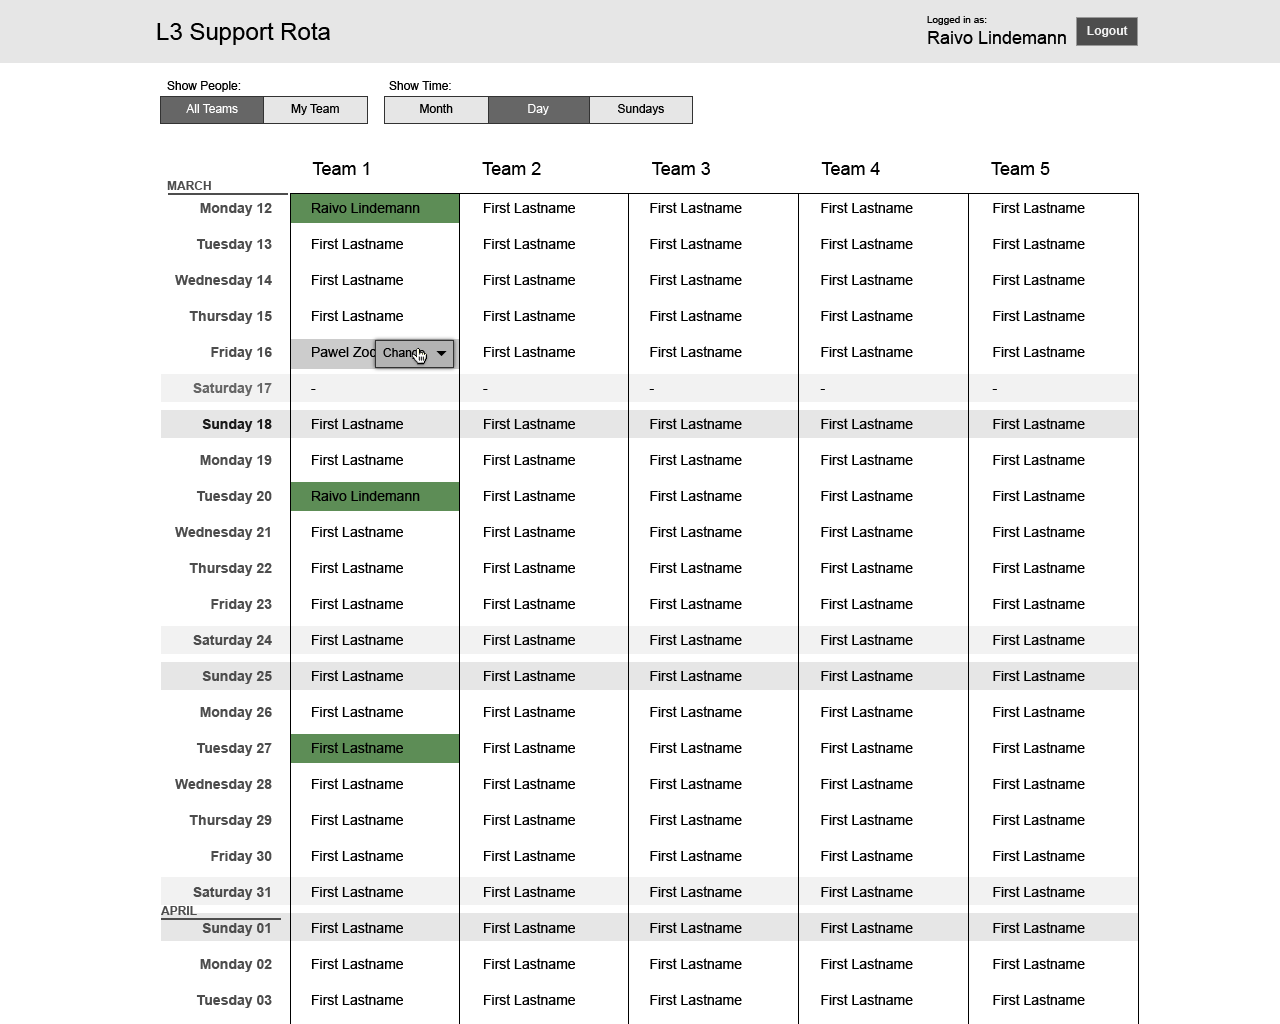 L3 Support Rota
Logged in as:
Raivo Lindemann
Logout
Show People:
Show Time:
All Teams My Team Month Day Sundays
Team 1 Team 2 Team 3 Team 4 Team 5
MARCH
Monday 12 Raivo Lindemann First Lastname First Lastname First Lastname First Lastname
Tuesday 13 First Lastname First Lastname First Lastname First Lastname First Lastname
Wednesday 14 First Lastname First Lastname First Lastname First Lastname First Lastname
Thursday 15 First Lastname First Lastname First Lastname First Lastname First Lastname
Friday 16 Pawel First Lastname First Lastname First Lastname First Lastname
Saturday 17 - - - - -
Sunday 18 First Lastname First Lastname First Lastname First Lastname First Lastname
Monday 19 First Lastname First Lastname First Lastname First Lastname First Lastname
Tuesday 20 Raivo Lindemann First Lastname First Lastname First Lastname First Lastname
Wednesday 21 First Lastname First Lastname First Lastname First Lastname First Lastname
Thursday 22 First Lastname First Lastname First Lastname First Lastname First Lastname
Friday 23 First Lastname First Lastname First Lastname First Lastname First Lastname
Saturday 24 First Lastname First Lastname First Lastname First Lastname First Lastname
Sunday 25 First Lastname First Lastname First Lastname First Lastname First Lastname
Monday 26 First Lastname First Lastname First Lastname First Lastname First Lastname
Tuesday 27 First Lastname First Lastname First Lastname First Lastname First Lastname
Wednesday 28 First Lastname First Lastname First Lastname First Lastname First Lastname
Thursday 29 First Lastname First Lastname First Lastname First Lastname First Lastname
Friday 30 First Lastname First Lastname First Lastname First Lastname First Lastname
Saturday 31 First Lastname First Lastname First Lastname First Lastname First Lastname
APRIL
Sunday 01 First Lastname First Lastname First Lastname First Lastname First Lastname
Monday 02 First Lastname First Lastname First Lastname First Lastname First Lastname
Tuesday 03 First Lastname First Lastname First Lastname First Lastname First Lastname